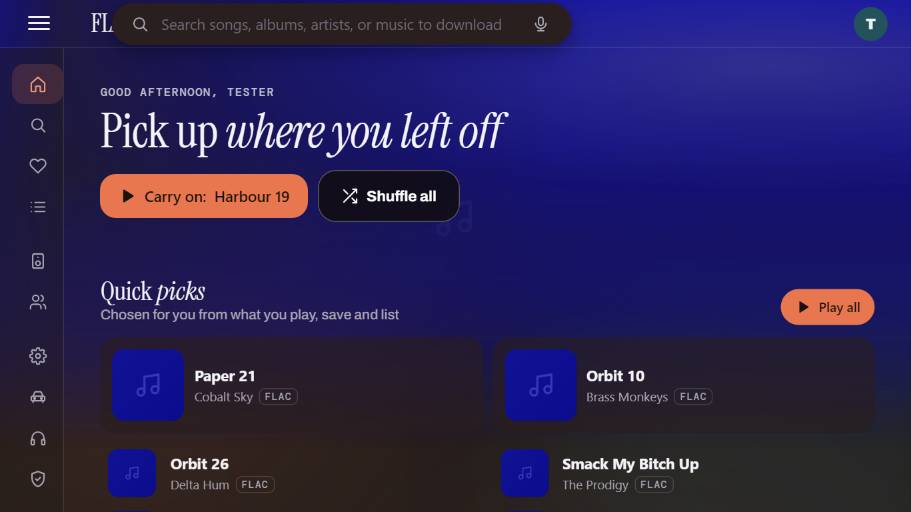 FL
Search songs, albums, artists, or music to download
T
GOOD AFTERNOON, TESTER
Pick up where you left off
Carry on: Harbour 19
Shuffle all
Quick picks
Chosen for you from what you play, save and list
Play all
Paper 21
Cobalt Sky FLAC
Orbit 10
Brass Monkeys FLAC
Orbit 26
Delta Hum FLAC
Smack My Bitch Up
The Prodigy FLAC